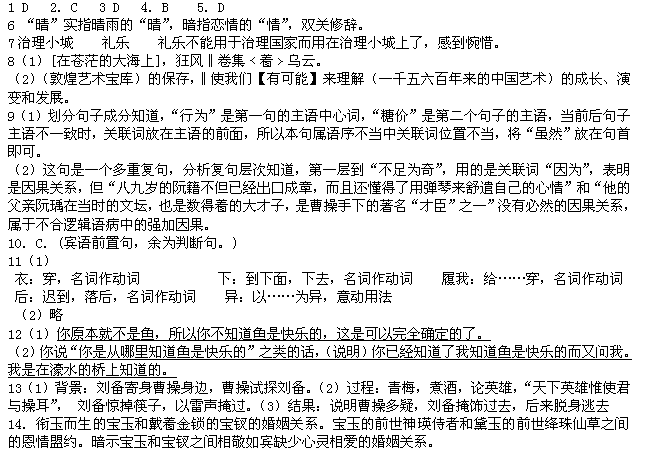 1 D   2. C   3 D   4. B   5. D
6 “晴”实指晴雨的“晴”，暗指恋情的“情”，双关修辞。
7 治理小城   礼乐   礼乐不能用于治理国家而用在治理小城上了，感到惋惜。
8（1）[在苍茫的大海上]，狂风‖卷集＜着＞乌云。
（2）（敦煌艺术宝库）的保存，‖使我们【有可能】来理解（一千五六百年来的中国艺术）的成长、演
变和发展。
9（1）划分句子成分知道，“行为”是第一句的主语中心词，“糖价”是第二个句子的主语，当前后句子
主语不一致时，关联词放在主语的前面，所以本句属语序不当中关联词位置不当，将“虽然”放在句首
即可。
（2）这句是一个多重复句，分析复句层次知道，第一层到“不足为奇”，用的是关联词“因为”，表明
是因果关系，但“八九岁的阮籍不但已经出口成章，而且还懂得了用弹琴来舒遣自己的心情”和“他的
父亲阮瑀在当时的文坛，也是数得着的大才子，是曹操手下的著名“才臣”之一”没有必然的因果关系，
属于不合逻辑语病中的强加因果。
10. C.（宾语前置句，余为判断句。）
11（1）
衣：穿，名词作动词   下：到下面，下去，名词作动词   履我：给……穿，名词作动词
后：迟到，落后，名词作动词   异：以……为异，意动用法
（2）略
12（1）你原本就不是鱼，所以你不知道鱼是快乐的，这是可以完全确定的了。
（2）你说“你是从哪里知道鱼是快乐的”之类的话，（说明）你已经知道了我知道鱼是快乐的而又问我。
我是在濠水的桥上知道的。
13（1）背景：刘备寄身曹操身边，曹操试探刘备。（2）过程：青梅，煮酒，论英雄，“天下英雄惟使君
与操耳”， 刘备惊掉筷子，以雷声掩过。（3）结果：说明曹操多疑，刘备掩饰过去，后来脱身逃去
14. 衔玉而生的宝玉和戴着金锁的宝钗的婚姻关系。宝玉的前世神瑛侍者和黛玉的前世绛珠仙草之间
的恩情盟约。暗示宝玉和宝钗之间相敬如宾缺少心灵相爱的婚姻关系。